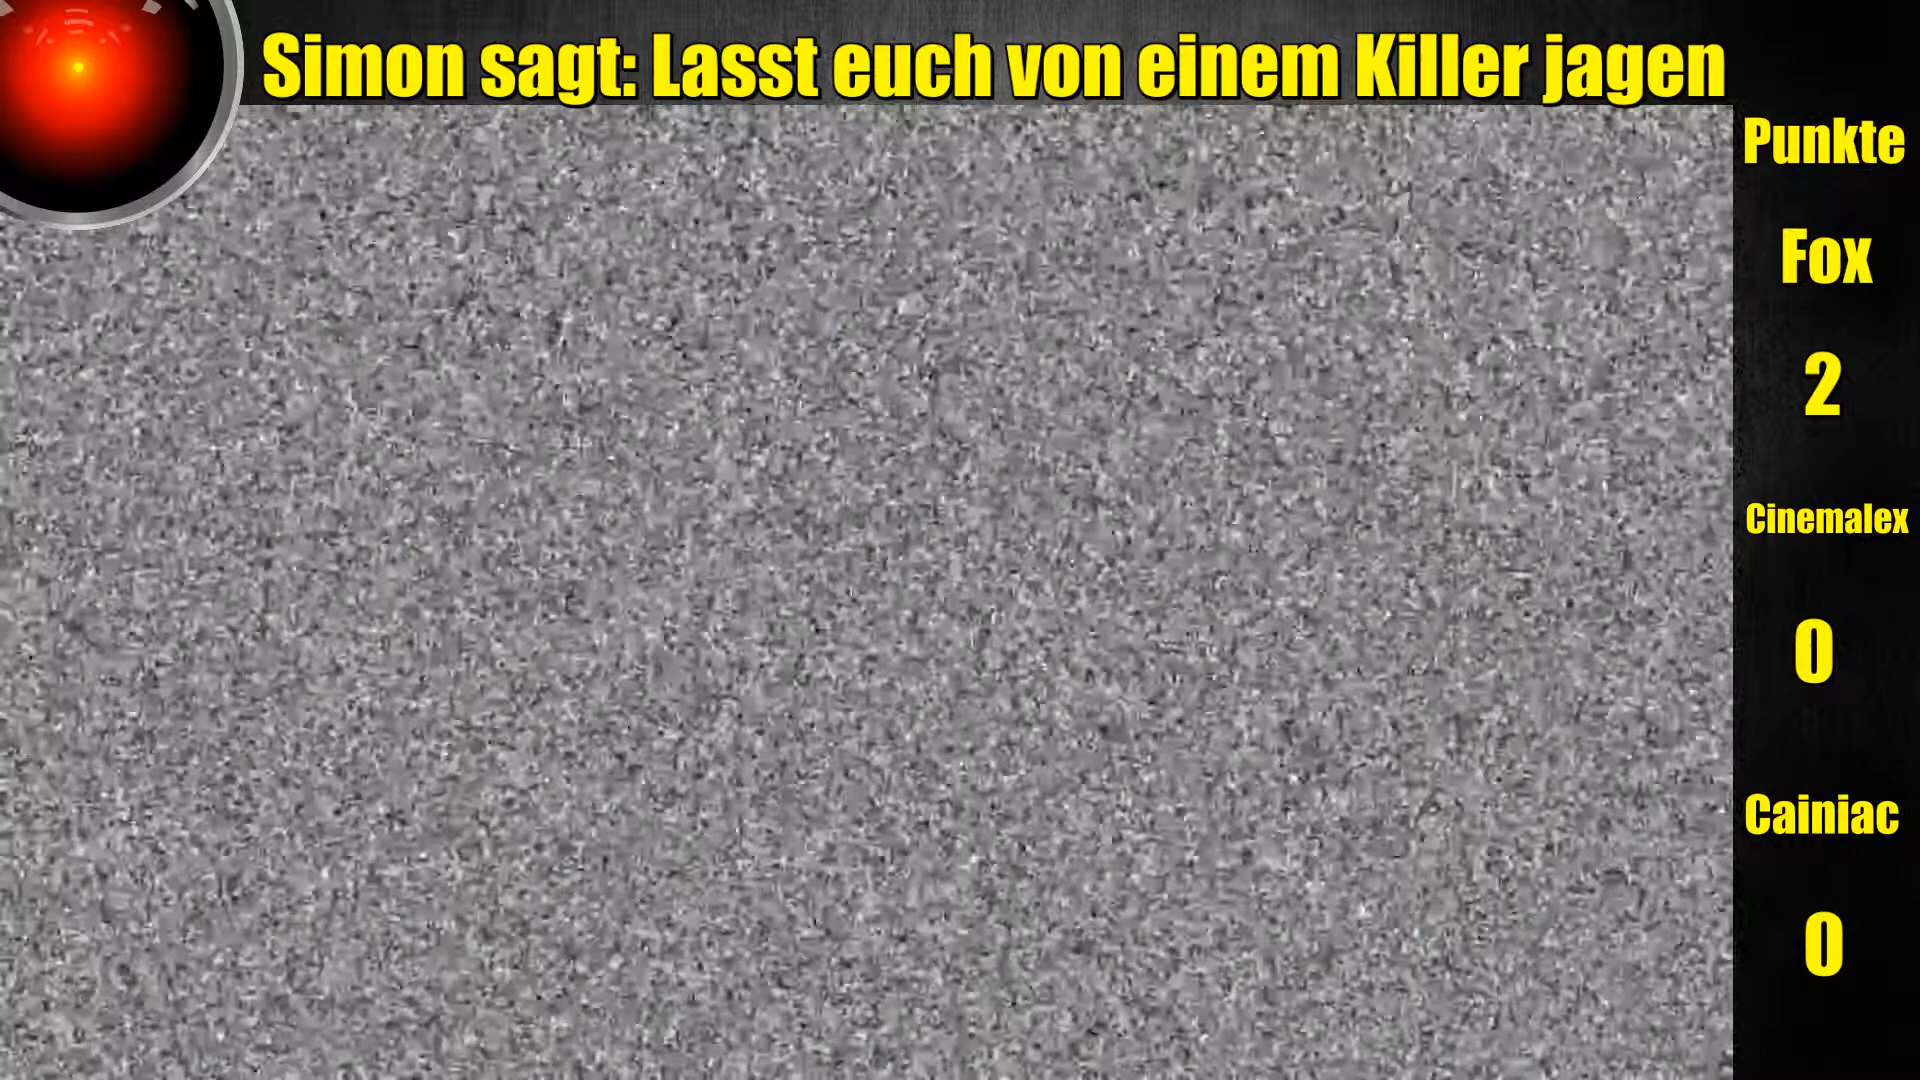 Simon sagt: Lasst euch von einem Killer jagen
Punkte
Fox
2
Cinemalex
0
Cainiac
0